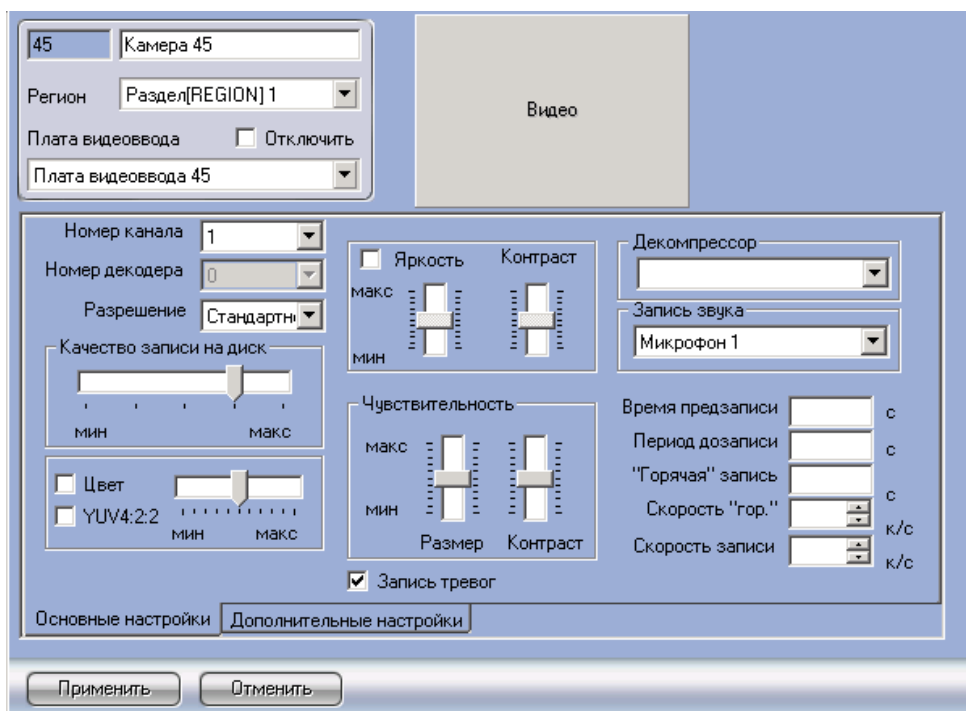 45 Камера 45
Регион Раздел[REGION] 1
Плата видеоввода Отключить
Плата видеоввода 45
Видео
Номер канала 1
Номер декодера 0
Разрешение Стандартн
Качество записи на диск
мин макс
Цвет
YUV4:2:2
мин макс
Яркость Контраст
макс
мин
Чувствительность
макс
мин
Размер Контраст
Запись тревог
Декомпрессор
Запись звука
Микрофон 1
Время предзаписи с
Период дозаписи с
"Горячая" запись с
Скорость "гор." к/с
Скорость записи к/с
Основные настройки Дополнительные настройки
Применить Отменить